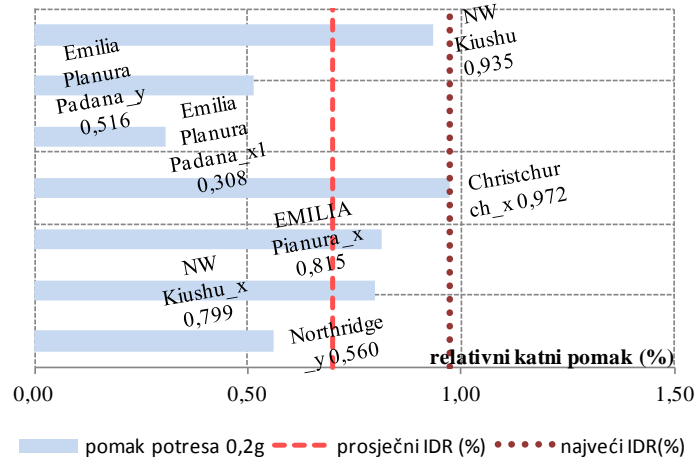 NW
Kiushu
0,935
Emilia
Planura
Padana_y
0,516
Emilia
Planura
Padana_x1
0,308
Christchur
ch_x 0,972
EMILIA
Pianura_x
0,815
NW
Kiushu_x
0,799
Northridge
_y 0,560
relativni katni pomak (%)
0,00 0,50 1,00 1,50
pomak potresa 0,2g prosječni IDR (%) najveći IDR(%)